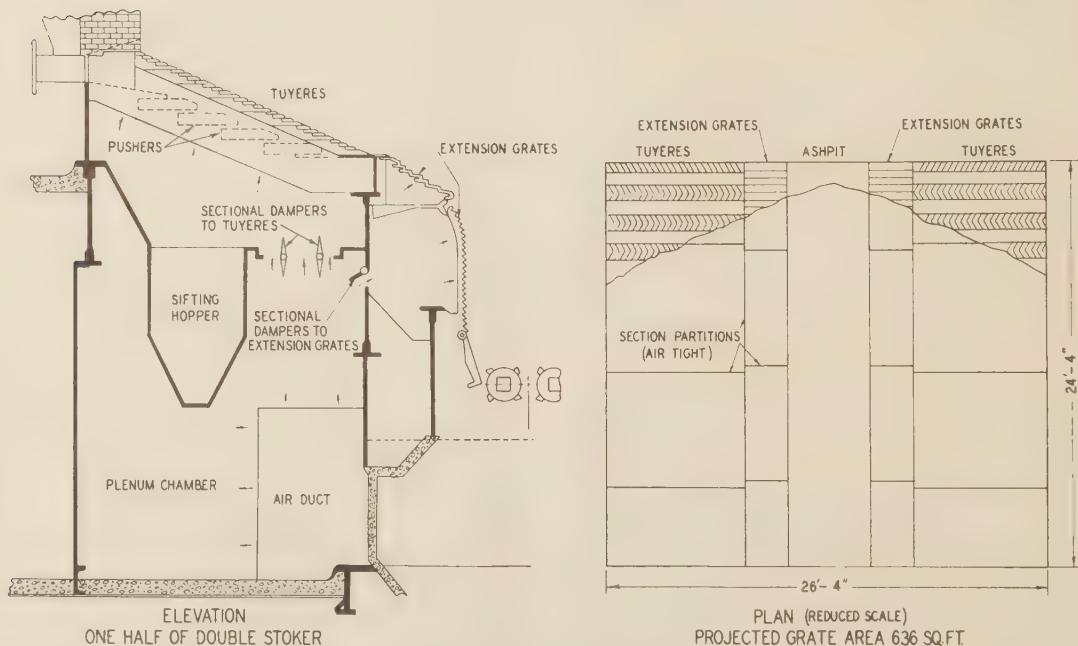 TUYERES
PUSHERS
EXTENSION GRATES
SECTIONAL DAMPERS
TO TUYERES
SIFTING
HOPPER
SECTIONAL
DAMPERS TO
EXTENSION GRATES
PLENUM CHAMBER
AIR DUCT
ELEVATION
ONE HALF OF DOUBLE STOKER
EXTENSION GRATES
EXTENSION GRATES
TUYERES
ASHPIT
TUYERES
SECTION PARTITIONS
(AIR TIGHT)
24'-4"
26'-4"
PLAN (REDUCED SCALE)
PROJECTED GRATE AREA 636 SQ.FT.